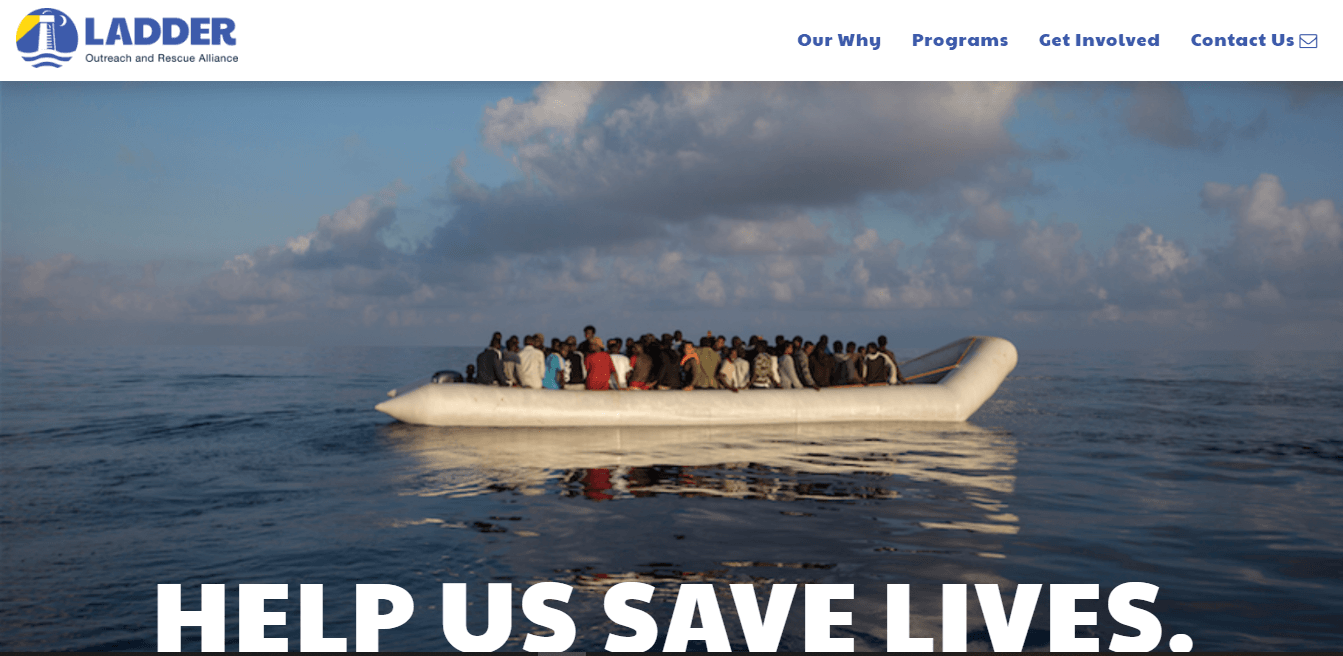 LADDER
Outreach and Rescue Alliance
Our Why Programs Get Involved Contact Us
HELP US SAVE LIVES.